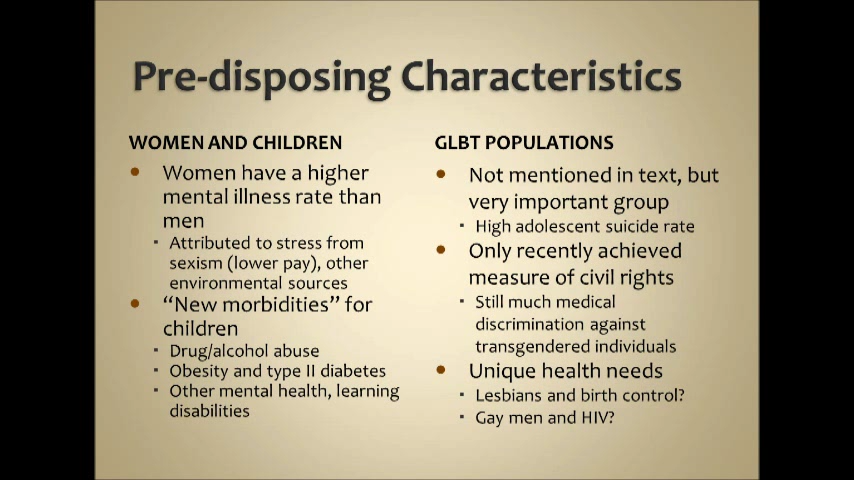 Pre-disposing Characteristics
WOMEN AND CHILDREN
• Women have a higher
mental illness rate than
men
▪ Attributed to stress from
sexism (lower pay), other
environmental sources
• “New morbidities” for
children
▪ Drug/alcohol abuse
▪ Obesity and type II diabetes
▪ Other mental health, learning
disabilities
GLBT POPULATIONS
• Not mentioned in text, but
very important group
▪ High adolescent suicide rate
• Only recently achieved
measure of civil rights
▪ Still much medical
discrimination against
transgendered individuals
• Unique health needs
▪ Lesbians and birth control?
▪ Gay men and HIV?